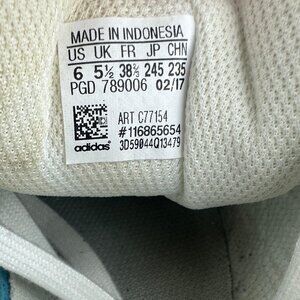 MADE IN INDONESIA
US UK FR JP CHN
6 5½ 38⅔ 245 235
PGD 789006 02/17
ART C77154
#116865654
adidas 3D59044Q13479